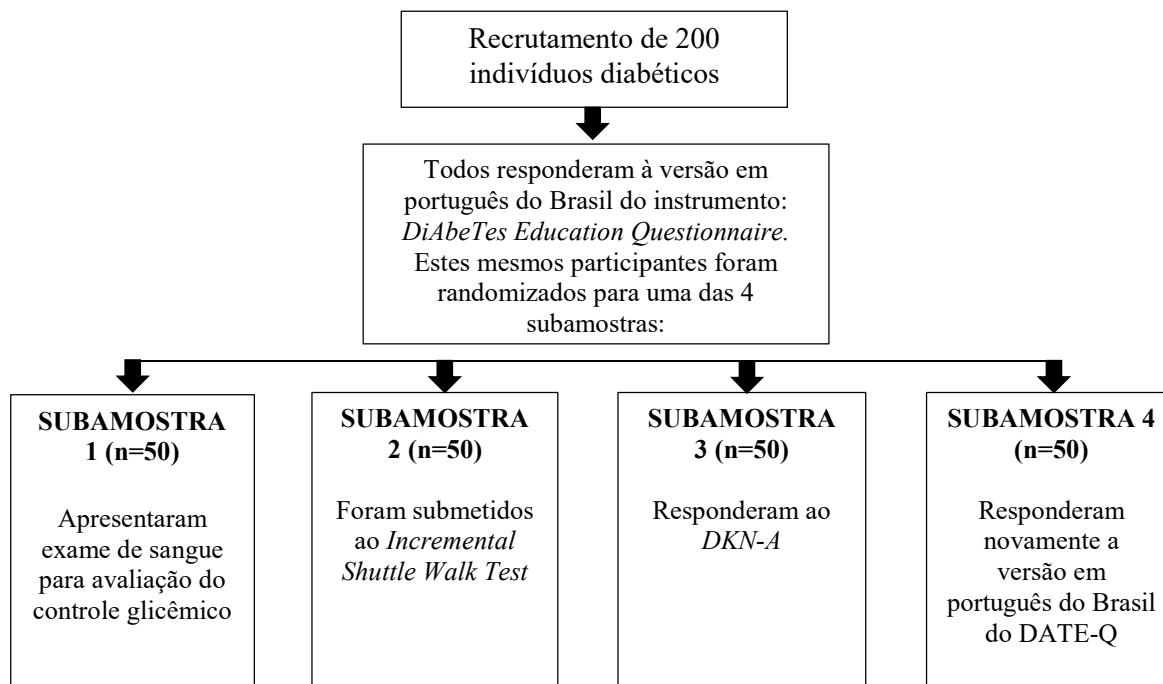 Recrutamento de 200
indivíduos diabéticos
Todos responderam à versão em
português do Brasil do instrumento:
DiAbeTes Education Questionnaire.
Estes mesmos participantes foram
randomizados para uma das 4
subamostras:
SUBAMOSTRA
1 (n=50)
Apresentaram
exame de sangue
para avaliação do
controle glicêmico
SUBAMOSTRA
2 (n=50)
Foram submetidos
ao Incremental
Shuttle Walk Test
SUBAMOSTRA
3 (n=50)
Responderam ao
DKN-A
SUBAMOSTRA 4
(n=50)
Responderam
novamente a
versão em
português do Brasil
do DATE-Q